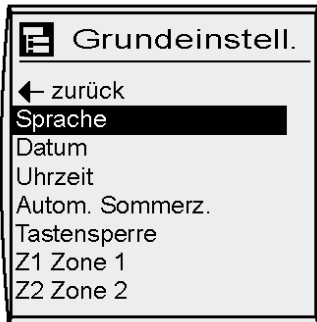 Grundeinstell.
← zurück
Sprache
Datum
Uhrzeit
Autom. Sommerz.
Tastensperre
Z1 Zone 1
Z2 Zone 2